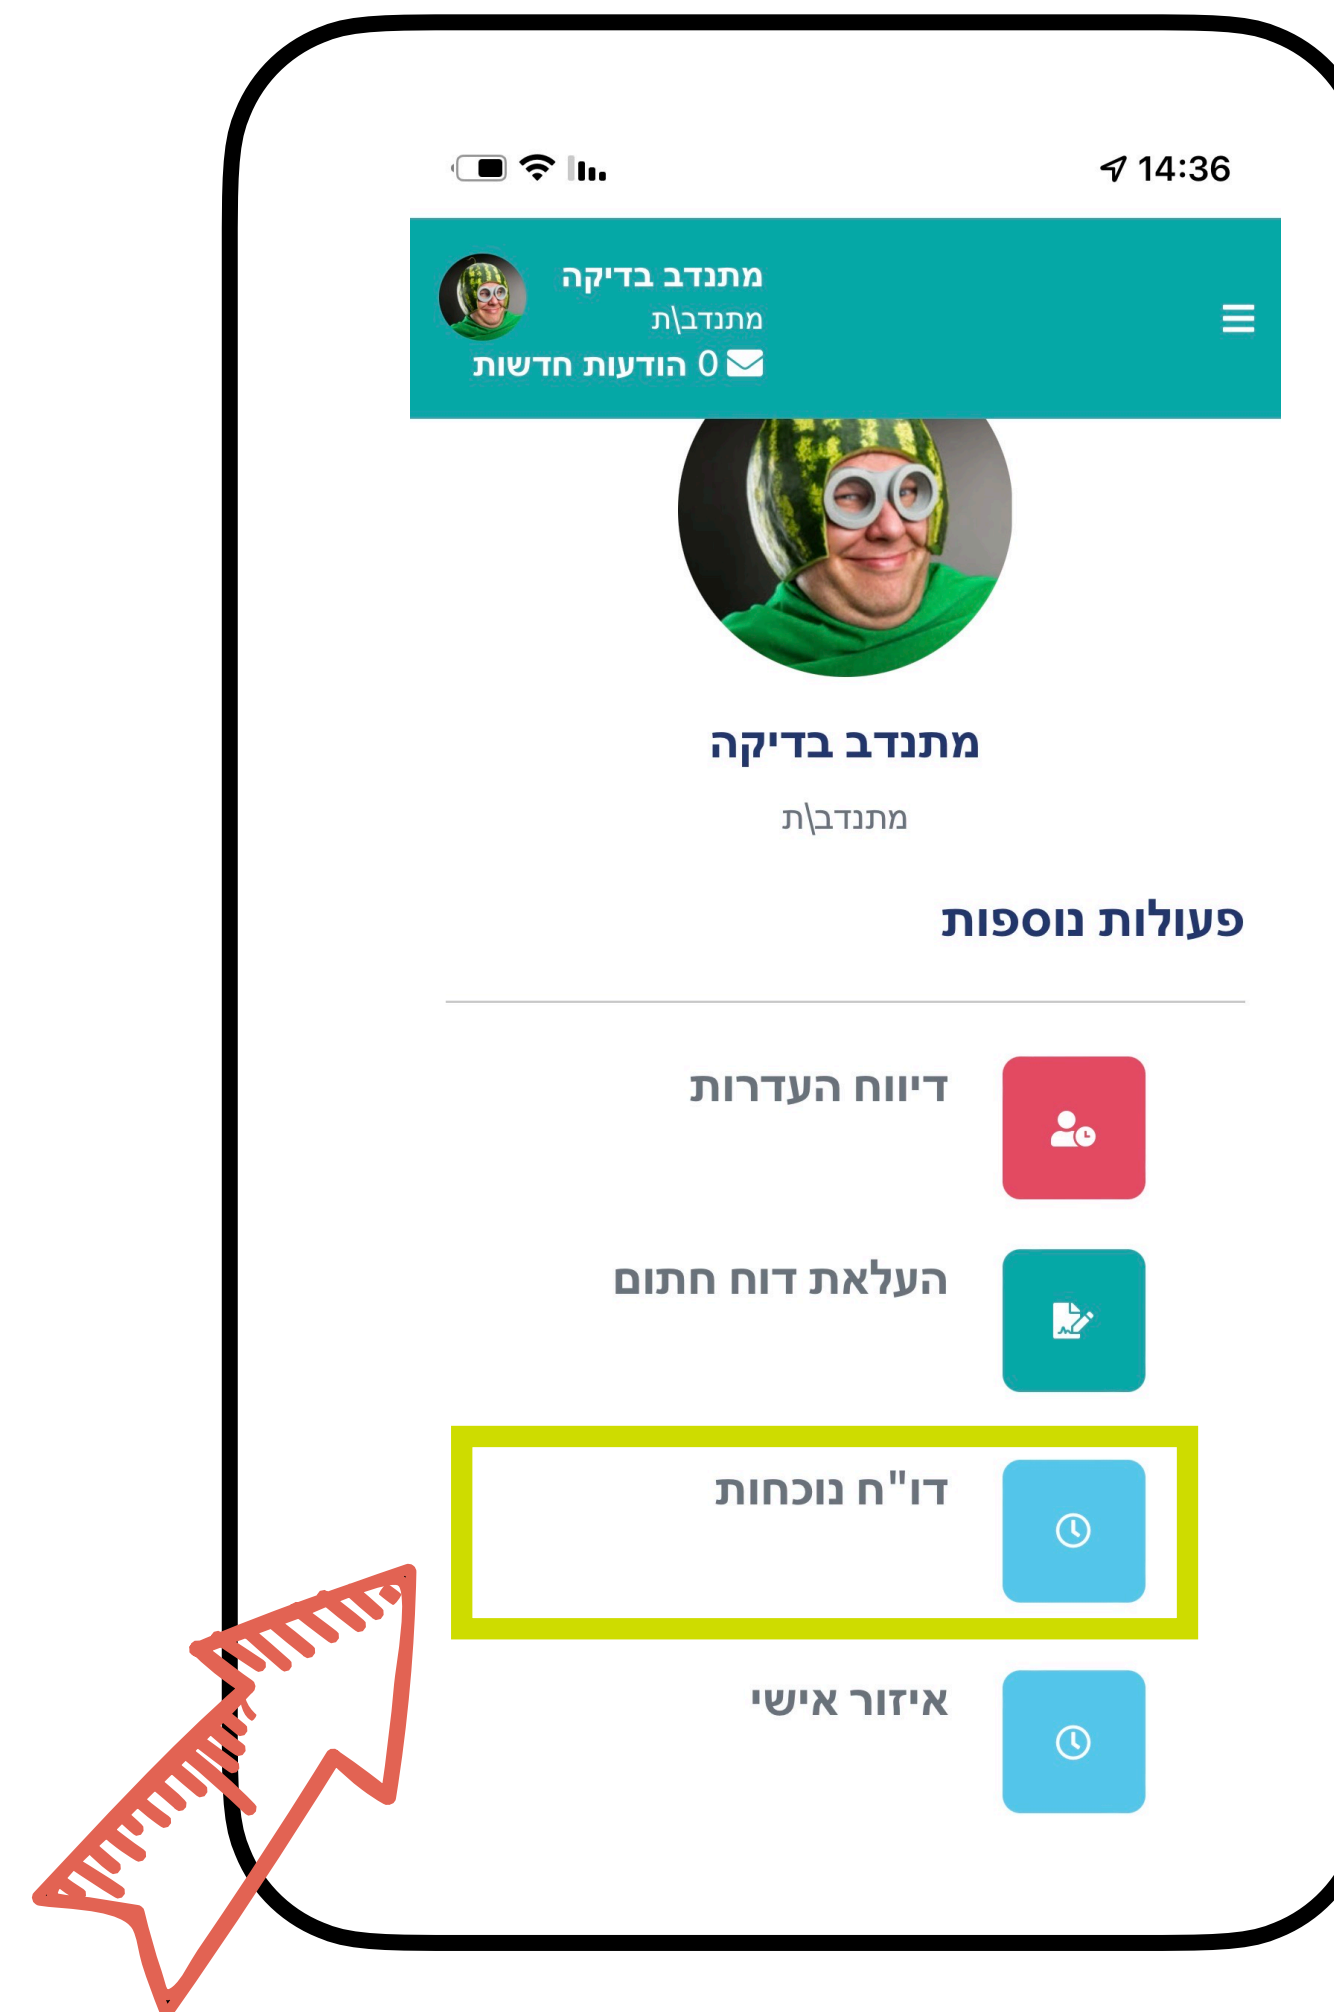 14:36
מתנדב בדיקה
מתנדב\ת
0 הודעות חדשות
מתנדב בדיקה
מתנדב\ת
פעולות נוספות
דיווח העדרות
העלאת דוח חתום
דו"ח נוכחות
איזור אישי